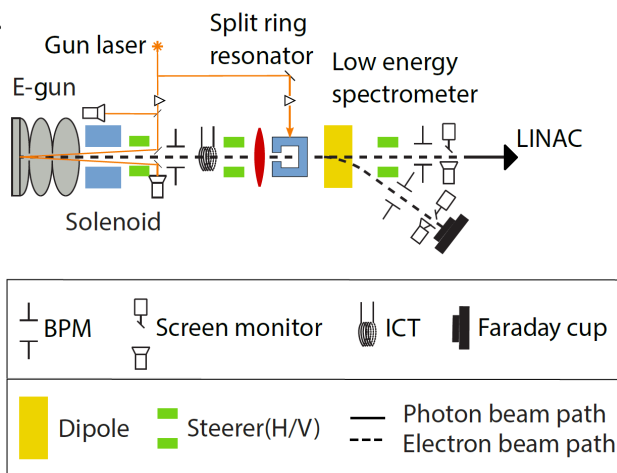 Split ring
resonator
Gun laser
Low energy
spectrometer
E-gun
LINAC
Solenoid
BPM
Screen monitor
ICT
Faraday cup
Dipole
Steerer(H/V)
Photon beam path
Electron beam path